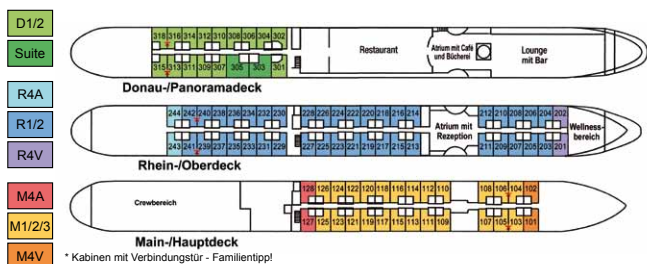 D1/2
Suite
318 316 314 312 310 308 306 304 302
Restaurant
Atrium mit Café
und Bücherei
Lounge
mit Bar
315 313 311 309 307 305 303 301
Donau-/Panoramadeck
R4A
R1/2
R4V
244 242 240 238 236 234 232 230 228 226 224 222 220 218 216 214 212 210 208 206 204 202
Atrium mit
Rezeption
Wellness-
bereich
243 241 239 237 235 233 231 229 227 225 223 221 219 217 215 213 211 209 207 205 203 201
Rhein-/Oberdeck
M4A
M1/2/3
M4V
128 126 124 122 120 118 116 114 112 110 108 106 104 102
Crewbereich
127 125 123 121 119 117 115 113 111 109 107 105 103 101
Main-/Hauptdeck
* Kabinen mit Verbindungstür - Familientipp!